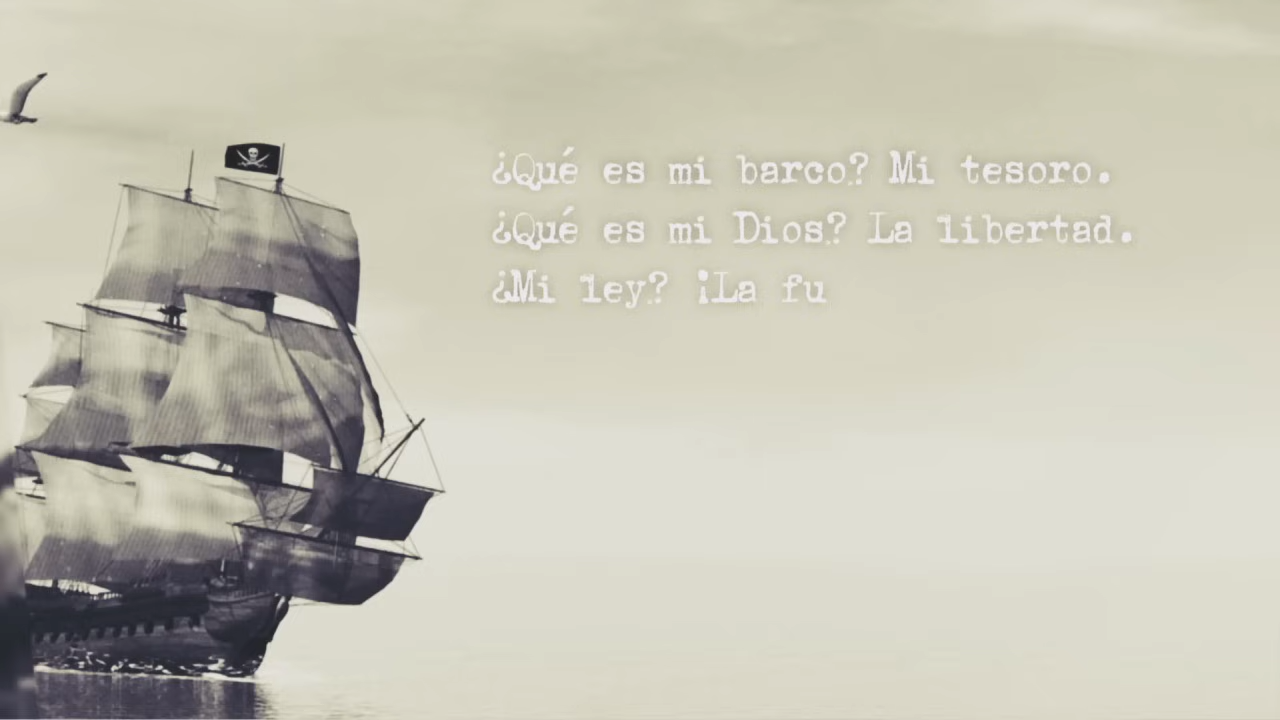 ¿Qué es mi barco? Mi tesoro.
¿Qué es mi Dios? La libertad.
¿Mi ley? ¡La fu